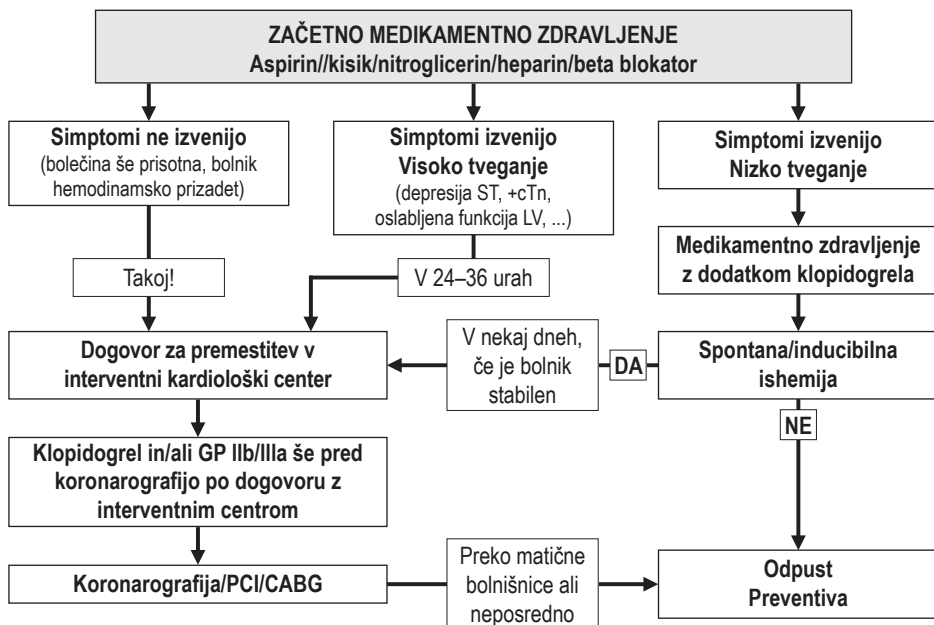 ZAČETNO MEDIKAMENTNO ZDRAVLJENJE
Aspirin//kisik/nitroglicerin/heparin/beta blokator
Simptomi ne izvenijo
(bolečina še prisotna, bolnik
hemodinamsko prizadet)
Simptomi izvenijo
Visoko tveganje
(depresija ST, +cTn,
oslabljena funkcija LV, ...)
Simptomi izvenijo
Nizko tveganje
Medikamentno zdravljenje
z dodatkom klopidogrela
Takoj!
V 24–36 urah
Dogovor za premestitev v
interventni kardiološki center
V nekaj dneh,
če je bolnik
stabilen
DA
Spontana/inducibilna
ishemija
NE
Klopidogrel in/ali GP IIb/IIIa še pred
koronarografijo po dogovoru z
interventnim centrom
Koronarografija/PCI/CABG
Preko matične
bolnišnice ali
neposredno
Odpust
Preventiva